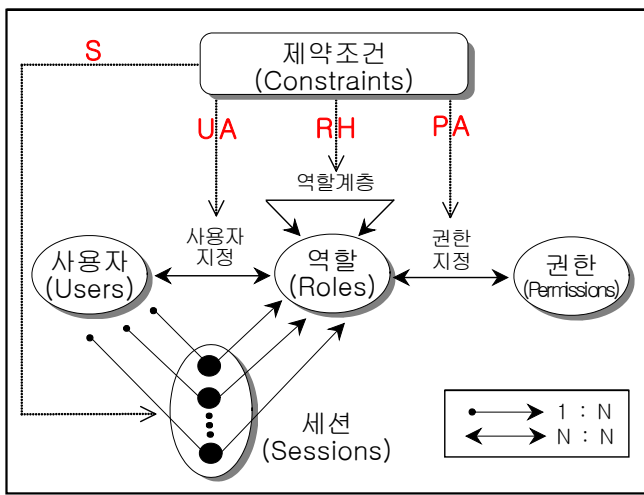 S
제약조건
(Constraints)
UA
RH
PA
역할계층
사용자
지정
권한
지정
사용자
(Users)
역할
(Roles)
권한
(Permissions)
세션
(Sessions)
1 : N
N : N